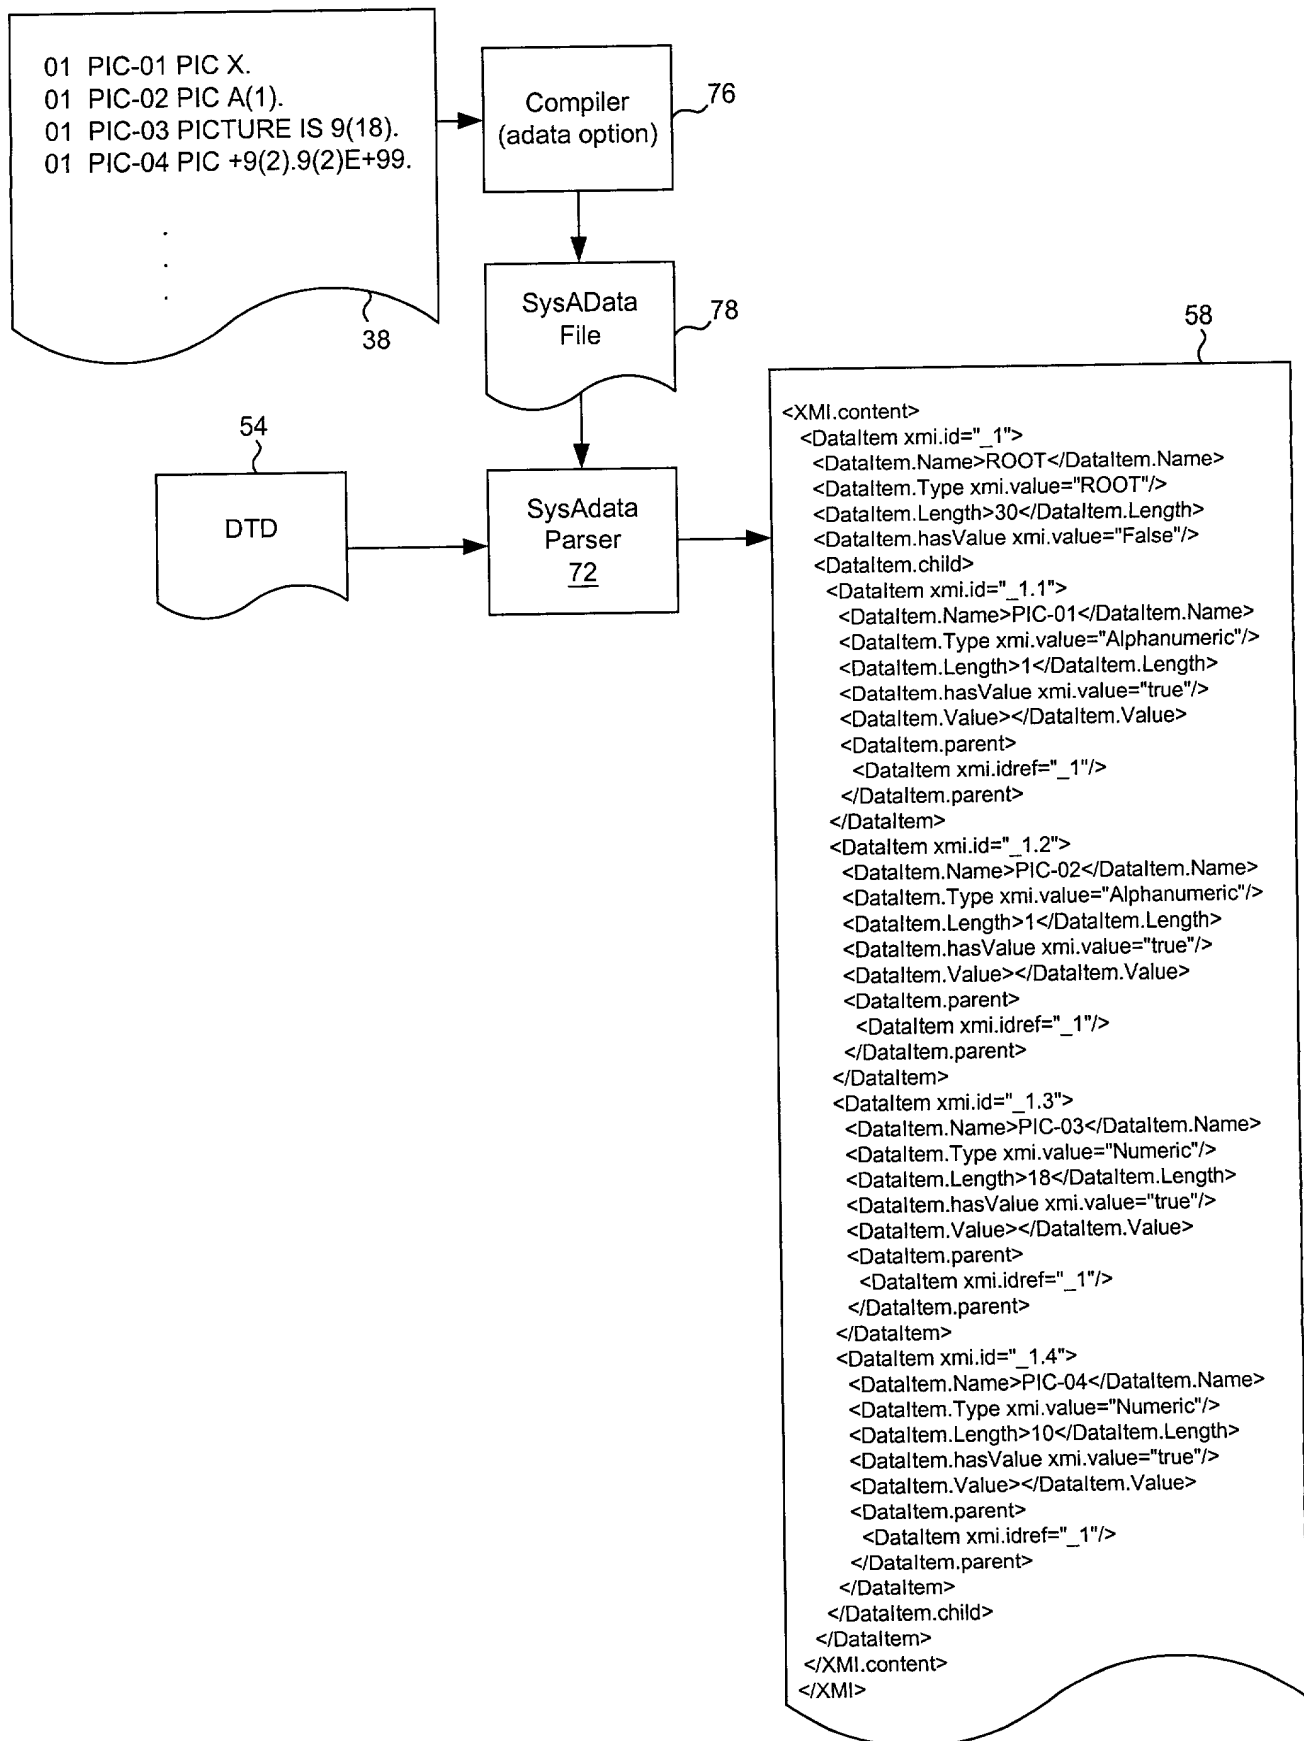 01 PIC-01 PIC X.
01 PIC-02 PIC A(1).
01 PIC-03 PICTURE IS 9(18).
01 PIC-04 PIC +9(2).9(2)E+99.
.
.
.
38
Compiler
(adata option)
76
SysAData
File
78
54
DTD
SysAdata
Parser
72
58
<XMI.content>
<DataItem xmi.id="_1">
<DataItem.Name>ROOT</DataItem.Name>
<DataItem.Type xmi.value="ROOT"/>
<DataItem.Length>30</DataItem.Length>
<DataItem.hasValue xmi.value="False"/>
<DataItem.child>
<DataItem xmi.id="_1.1">
<DataItem.Name>PIC-01</DataItem.Name>
<DataItem.Type xmi.value="Alphanumeric"/>
<DataItem.Length>1</DataItem.Length>
<DataItem.hasValue xmi.value="true"/>
<DataItem.Value></DataItem.Value>
<DataItem.parent>
<DataItem xmi.idref="_1"/>
</DataItem.parent>
</DataItem>
<DataItem xmi.id="_1.2">
<DataItem.Name>PIC-02</DataItem.Name>
<DataItem.Type xmi.value="Alphanumeric"/>
<DataItem.Length>1</DataItem.Length>
<DataItem.hasValue xmi.value="true"/>
<DataItem.Value></DataItem.Value>
<DataItem.parent>
<DataItem xmi.idref="_1"/>
</DataItem.parent>
</DataItem>
<DataItem xmi.id="_1.3">
<DataItem.Name>PIC-03</DataItem.Name>
<DataItem.Type xmi.value="Numeric"/>
<DataItem.Length>18</DataItem.Length>
<DataItem.hasValue xmi.value="true"/>
<DataItem.Value></DataItem.Value>
<DataItem.parent>
<DataItem xmi.idref="_1"/>
</DataItem.parent>
</DataItem>
<DataItem xmi.id="_1.4">
<DataItem.Name>PIC-04</DataItem.Name>
<DataItem.Type xmi.value="Numeric"/>
<DataItem.Length>10</DataItem.Length>
<DataItem.hasValue xmi.value="true"/>
<DataItem.Value></DataItem.Value>
<DataItem.parent>
<DataItem xmi.idref="_1"/>
</DataItem.parent>
</DataItem>
</DataItem.child>
</DataItem>
</XMI.content>
</XMI>